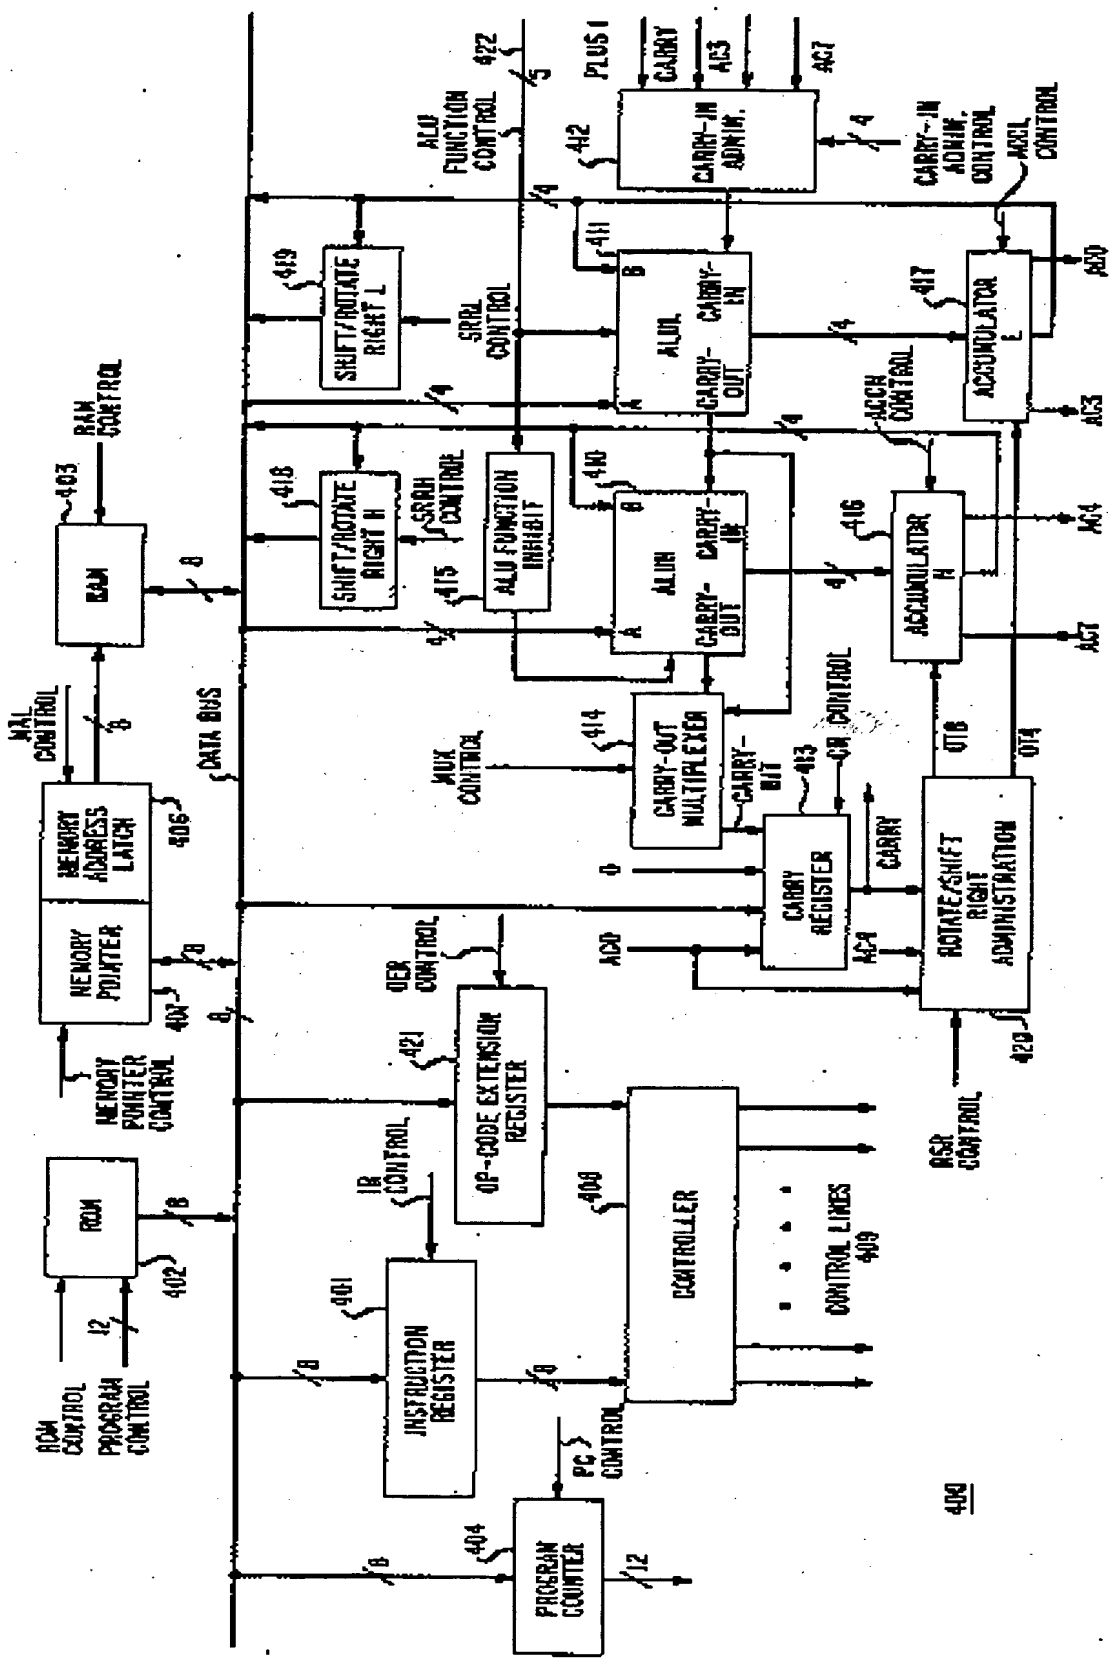 ROM
CONTROL
PROGRAM
CONTROL
12
ROM
402
8
MEMORY
POINTER
CONTROL
MEMORY
POINTER
407
8
MEMORY
ADDRESS
LATCH
406
MAL
CONTROL
8
RAM
403
RAM
CONTROL
8
DATA BUS
8
8
PROGRAM
COUNTER
404
PC
CONTROL
12
8
INSTRUCTION
REGISTER
401
IR
CONTROL
8
OP-CODE EXTENSION
REGISTER
421
OER
CONTROL
CONTROLLER
408
CONTROL LINES
409
AC0
0
MUX
CONTROL
CARRY-OUT
MULTIPLEXER
414
CARRY-
BIT
CARRY
REGISTER
413
CR CONTROL
CARRY
AC4
ROTATE/SHIFT
RIGHT
ADMINISTRATION
420
RSR
CONTROL
OT8
OT4
SHIFT/ROTATE
RIGHT H
418
SRRH
CONTROL
SHIFT/ROTATE
RIGHT L
419
SRRL
CONTROL
4
4
ALU FUNCTION
INHIBIT
415
ALU
FUNCTION
CONTROL
5
422
A
B
ALUH
410
CARRY-
OUT
CARRY-
IN
A
B
ALUL
411
CARRY-
OUT
CARRY-
IN
4
4
CARRY-IN
ADMIN.
412
PLUS 1
CARRY
AC3
AC7
4
CARRY-IN
ADMIN.
CONTROL
4
4
ACCUMULATOR
H
416
ACCH
CONTROL
AC7
AC4
ACCUMULATOR
L
417
ACCL
CONTROL
AC3
AC0
400